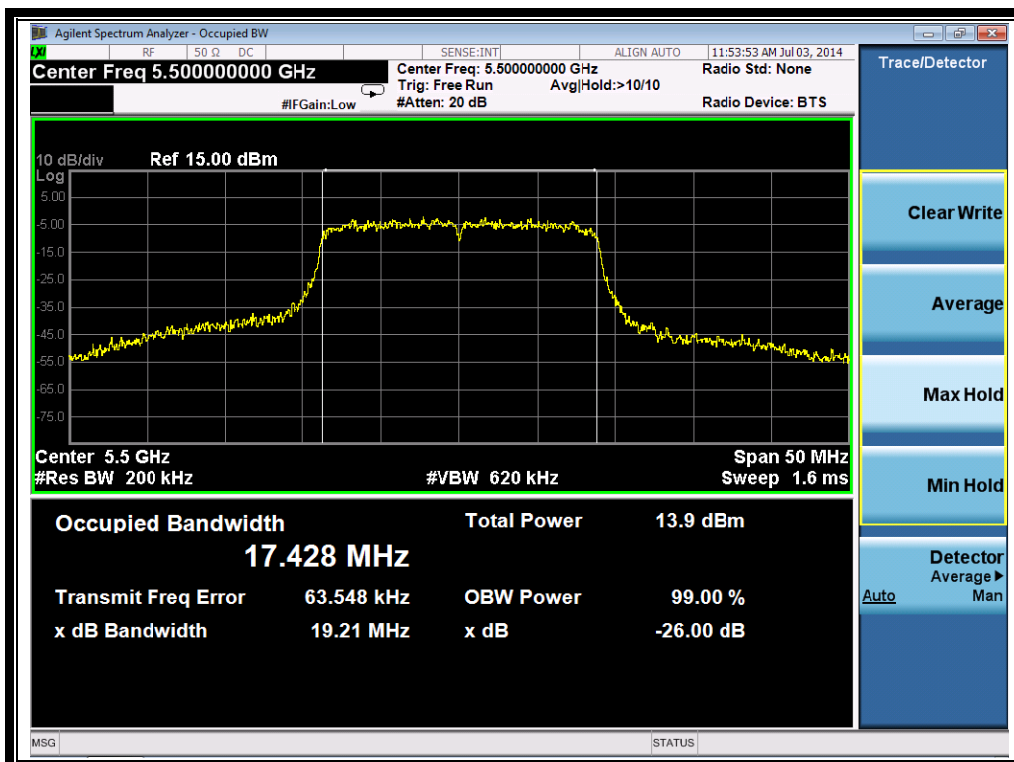 Agilent Spectrum Analyzer - Occupied BW
LXI RF 50 Ω DC SENSE:INT ALIGN AUTO 11:53:53 AM Jul 03, 2014
Center Freq 5.500000000 GHz
#IFGain:Low
Center Freq: 5.500000000 GHz
Trig: Free Run Avg|Hold:>10/10
#Atten: 20 dB
Radio Std: None
Radio Device: BTS
10 dB/div Ref 15.00 dBm
Log
5.00
-5.00
-15.0
-25.0
-35.0
-45.0
-55.0
-65.0
-75.0
Center 5.5 GHz Span 50 MHz
#Res BW 200 kHz #VBW 620 kHz Sweep 1.6 ms
Occupied Bandwidth Total Power 13.9 dBm
17.428 MHz
Transmit Freq Error 63.548 kHz OBW Power 99.00 %
x dB Bandwidth 19.21 MHz x dB -26.00 dB
Trace/Detector
Clear Write
Average
Max Hold
Min Hold
Detector
Average
Auto Man
MSG STATUS